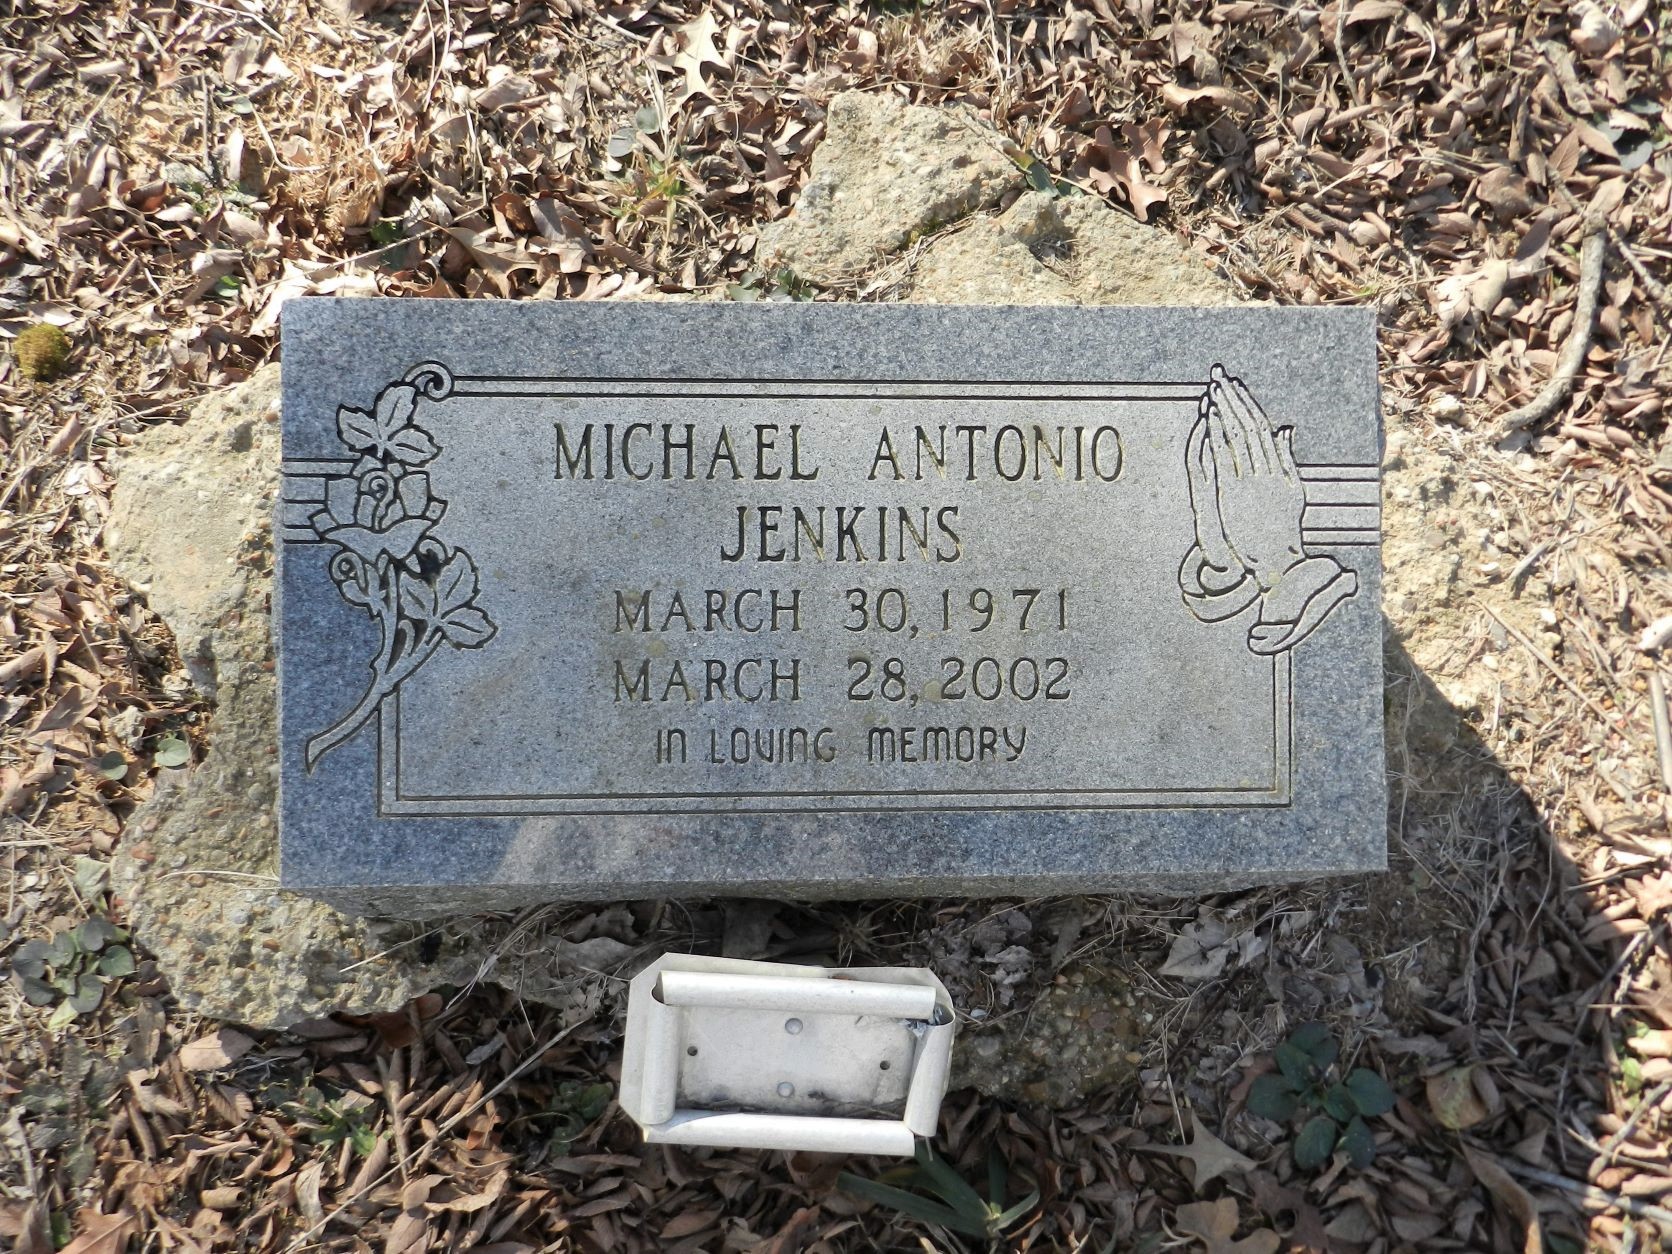 MICHAEL ANTONIO
JENKINS
MARCH 30, 1971
MARCH 28, 2002
IN LOVING MEMORY